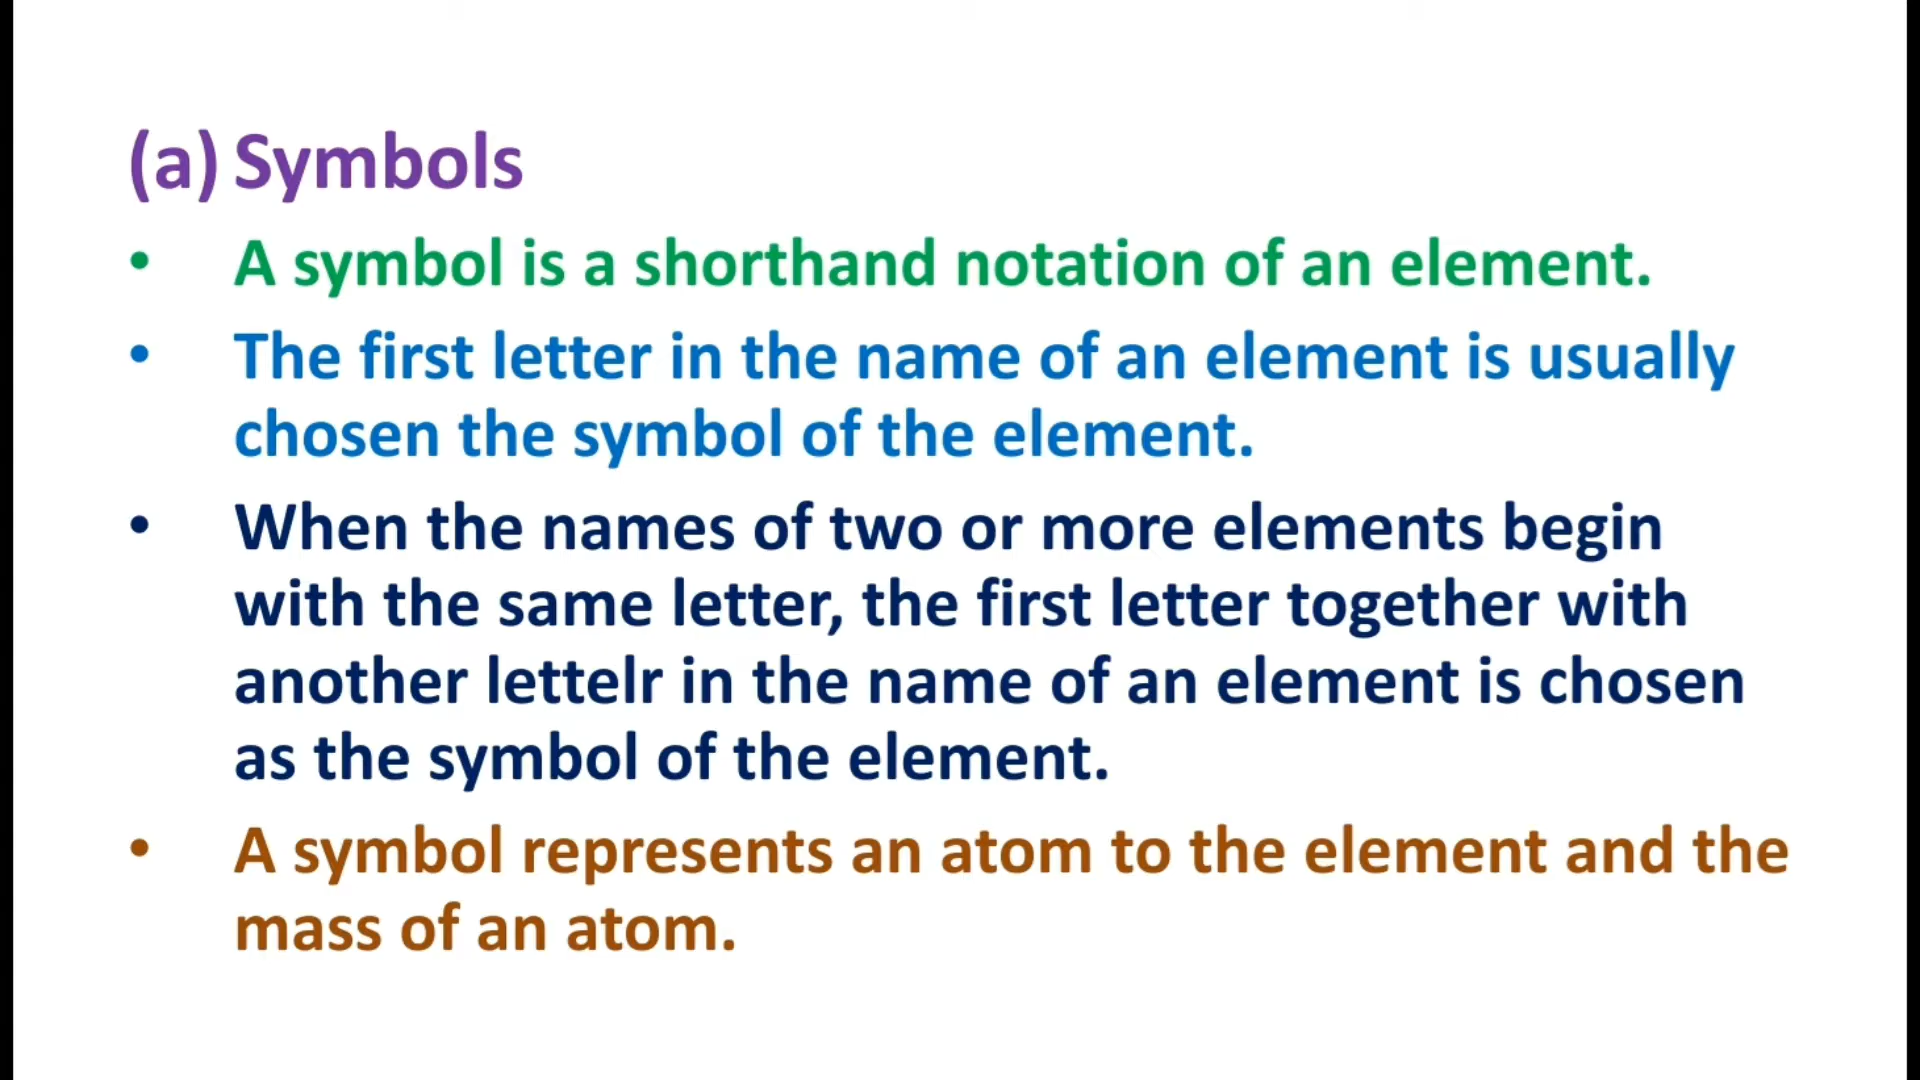 (a) Symbols
• A symbol is a shorthand notation of an element.
• The first letter in the name of an element is usually
chosen the symbol of the element.
• When the names of two or more elements begin
with the same letter, the first letter together with
another lettelr in the name of an element is chosen
as the symbol of the element.
• A symbol represents an atom to the element and the
mass of an atom.